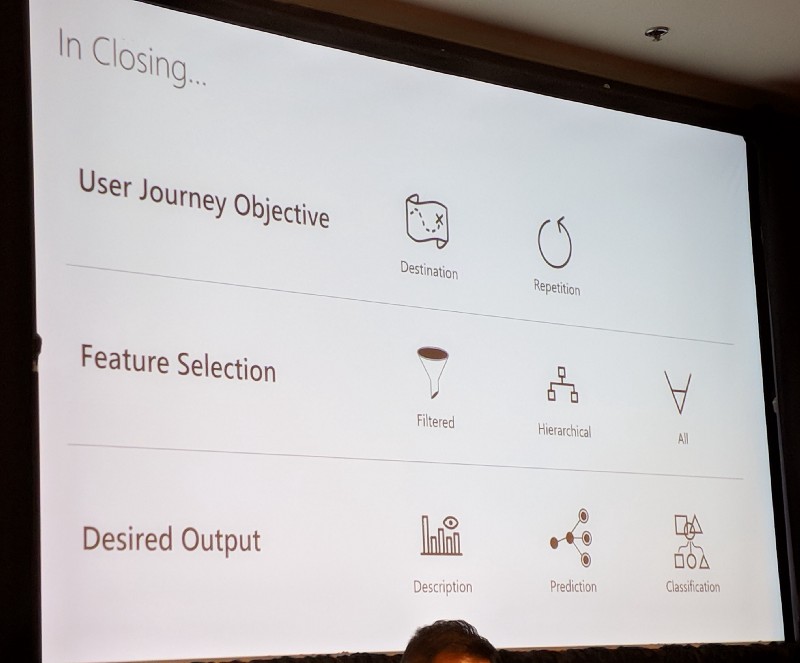 In Closing...
User Journey Objective
Destination
Repetition
Feature Selection
Filtered
Hierarchical
All
Desired Output
Description
Prediction
Classification